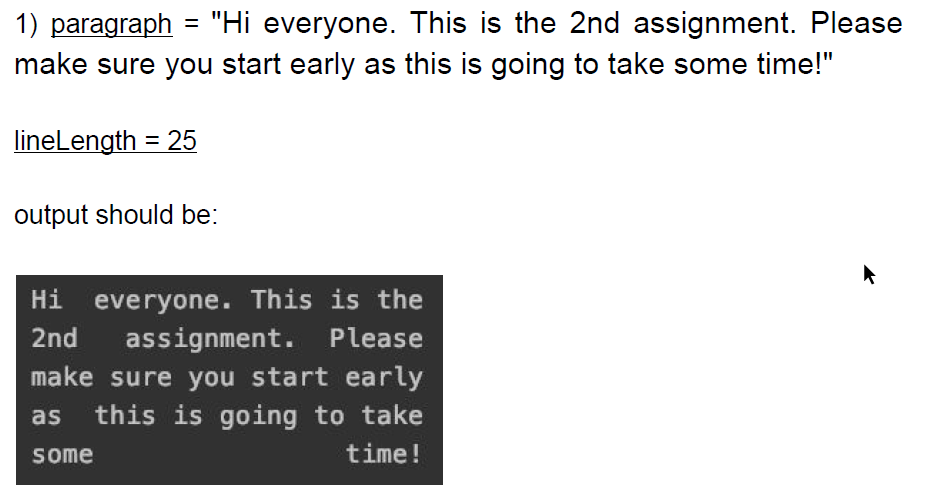 1) paragraph = "Hi everyone. This is the 2nd assignment. Please
make sure you start early as this is going to take some time!"
lineLength = 25
output should be:
Hi  everyone. This is the
2nd   assignment.  Please
make sure you start early
as  this is going to take
some                time!